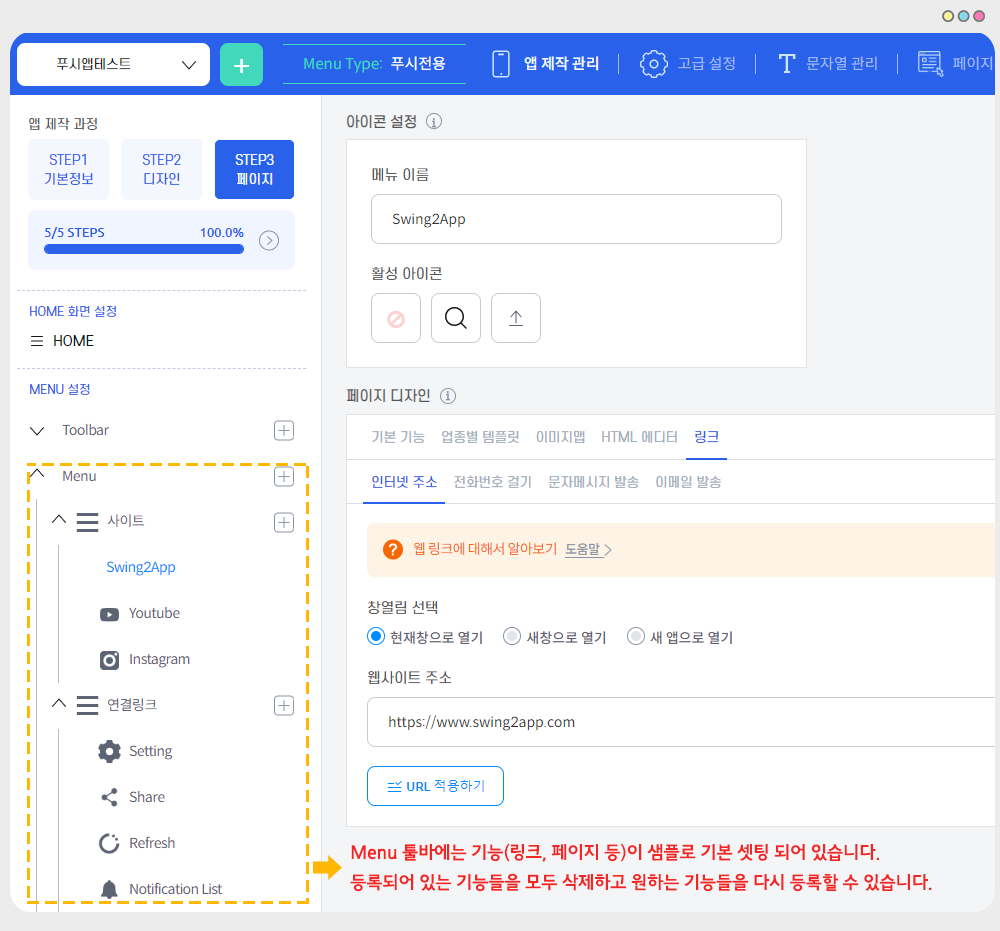 푸시앱테스트
+
Menu Type: 푸시전용
앱 제작 관리
고급 설정
문자열 관리
페이지
앱 제작 과정
STEP1
기본정보
STEP2
디자인
STEP3
페이지
5/5 STEPS 100.0%
HOME 화면 설정
HOME
MENU 설정
Toolbar
Menu
사이트
Swing2App
Youtube
Instagram
연결링크
Setting
Share
Refresh
Notification List
아이콘 설정
메뉴 이름
Swing2App
활성 아이콘
페이지 디자인
기본 기능 업종별 템플릿 이미지맵 HTML 에디터 링크
인터넷 주소 전화번호 걸기 문자메시지 발송 이메일 발송
? 웹 링크에 대해서 알아보기 도움말 >
창열림 선택
현재창으로 열기 새창으로 열기 새 앱으로 열기
웹사이트 주소
https://www.swing2app.com
URL 적용하기
Menu 툴바에는 기능(링크, 페이지 등)이 샘플로 기본 셋팅 되어 있습니다.
등록되어 있는 기능들을 모두 삭제하고 원하는 기능들을 다시 등록할 수 있습니다.